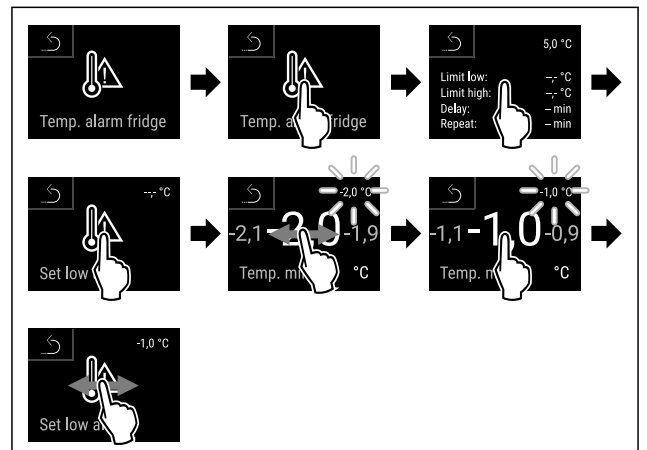 Temp. alarm fridge
Temp. a fridge
5,0 °C
Limit low: –,- °C
Limit high: –,- °C
Delay: – min
Repeat: – min
--,- °C
Set low
-2,0 °C
-2,1 -2,0 -1,9
Temp. mi °C
-1,0 °C
-1,1 -1,0 -0,9
Temp. m °C
-1,0 °C
Set low a